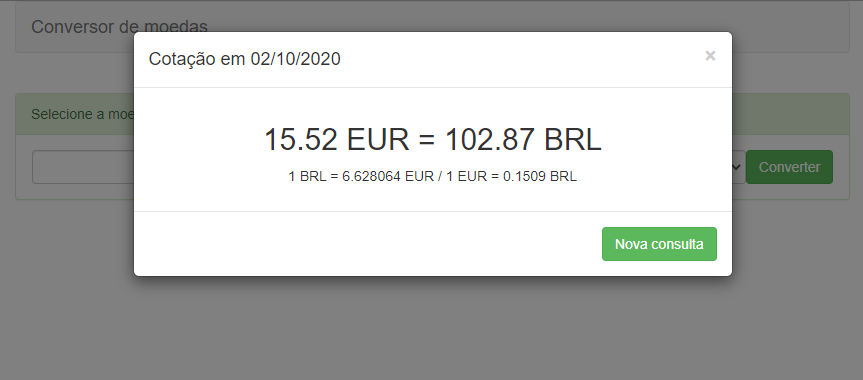 Conversor de moedas
Cotação em 02/10/2020
×
Selecione a moe
15.52 EUR = 102.87 BRL
1 BRL = 6.628064 EUR / 1 EUR = 0.1509 BRL
Converter
Nova consulta